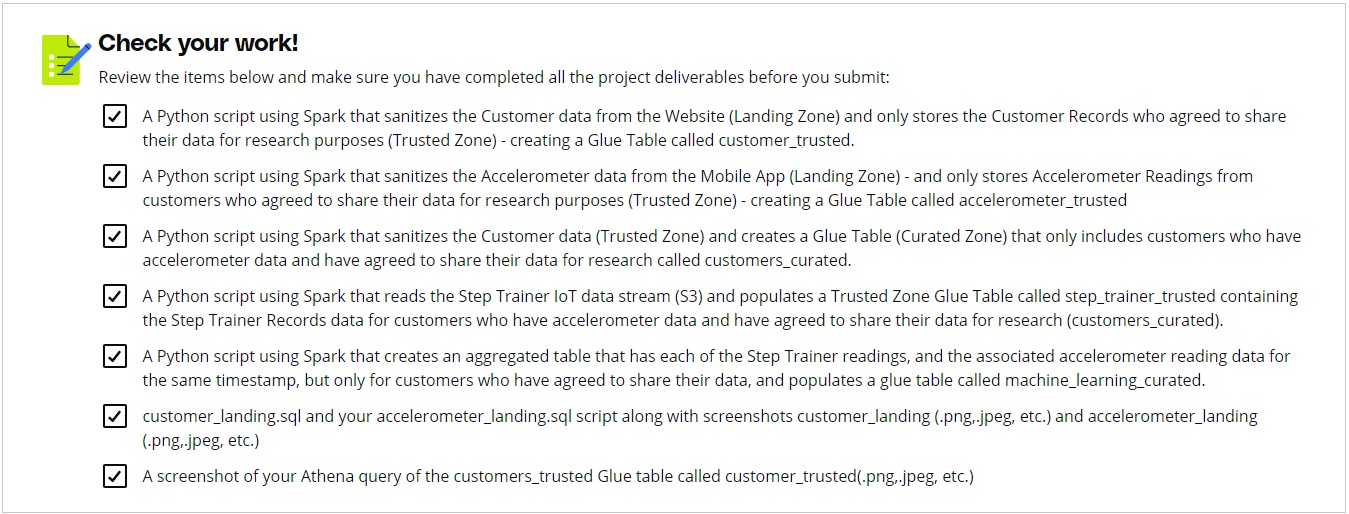 Check your work!
Review the items below and make sure you have completed all the project deliverables before you submit:
A Python script using Spark that sanitizes the Customer data from the Website (Landing Zone) and only stores the Customer Records who agreed to share
their data for research purposes (Trusted Zone) - creating a Glue Table called customer_trusted.
A Python script using Spark that sanitizes the Accelerometer data from the Mobile App (Landing Zone) - and only stores Accelerometer Readings from
customers who agreed to share their data for research purposes (Trusted Zone) - creating a Glue Table called accelerometer_trusted
A Python script using Spark that sanitizes the Customer data (Trusted Zone) and creates a Glue Table (Curated Zone) that only includes customers who have
accelerometer data and have agreed to share their data for research called customers_curated.
A Python script using Spark that reads the Step Trainer IoT data stream (S3) and populates a Trusted Zone Glue Table called step_trainer_trusted containing
the Step Trainer Records data for customers who have accelerometer data and have agreed to share their data for research (customers_curated).
A Python script using Spark that creates an aggregated table that has each of the Step Trainer readings, and the associated accelerometer reading data for
the same timestamp, but only for customers who have agreed to share their data, and populates a glue table called machine_learning_curated.
customer_landing.sql and your accelerometer_landing.sql script along with screenshots customer_landing (.png,.jpeg, etc.) and accelerometer_landing
(.png,.jpeg, etc.)
A screenshot of your Athena query of the customers_trusted Glue table called customer_trusted(.png,.jpeg, etc.)